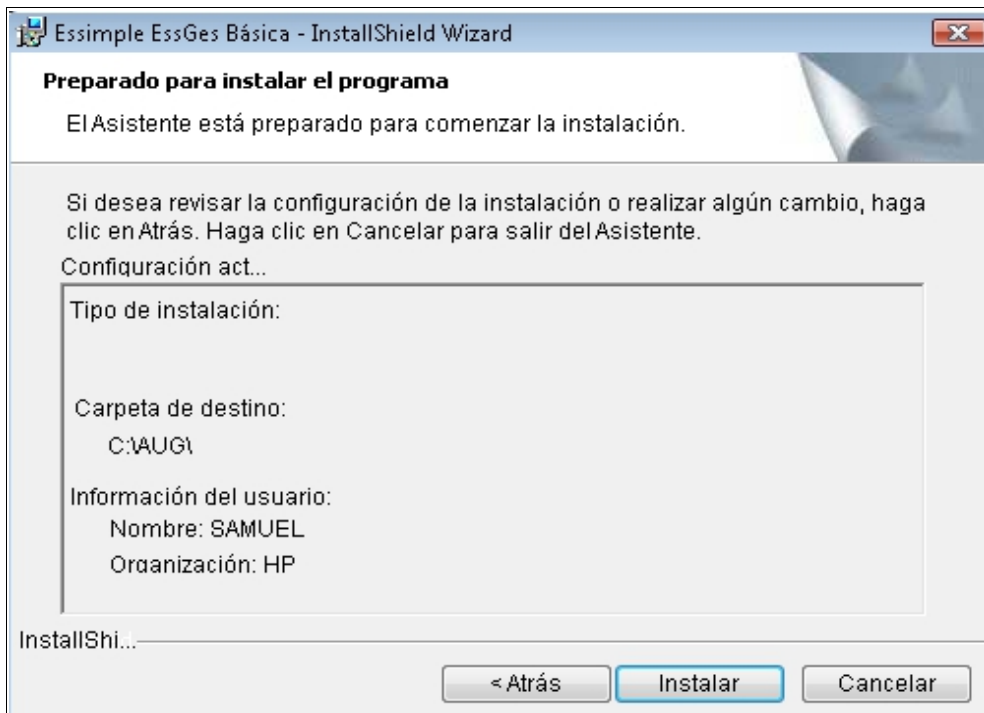 Essimple EssGes Básica - InstallShield Wizard
Preparado para instalar el programa
El Asistente está preparado para comenzar la instalación.
Si desea revisar la configuración de la instalación o realizar algún cambio, haga
clic en Atrás. Haga clic en Cancelar para salir del Asistente.
Configuración act...
Tipo de instalación:
Carpeta de destino:
C:\AUG\
Información del usuario:
Nombre: SAMUEL
Organización: HP
InstallShi...
< Atrás
Instalar
Cancelar